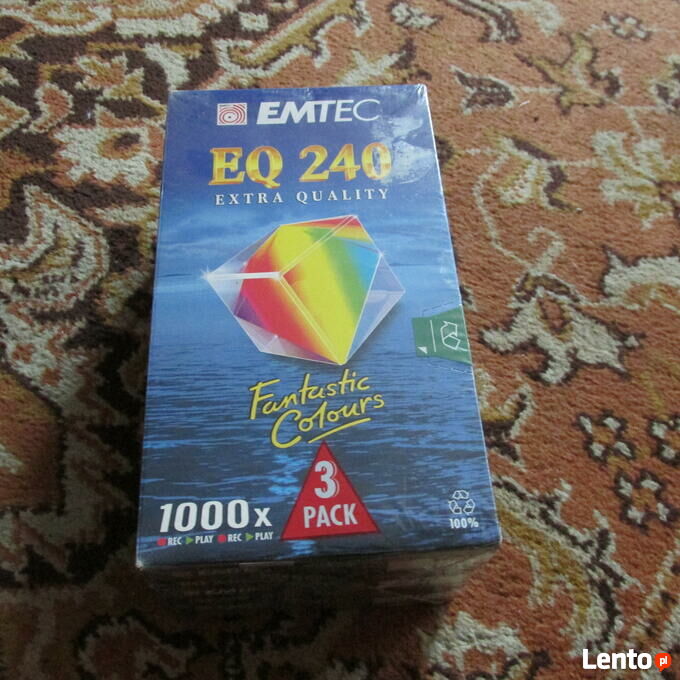 EMTEC
EQ 240
EXTRA QUALITY
Fantastic
Colours
3
PACK
1000x
REC PLAY REC PLAY
100%
Lento pl